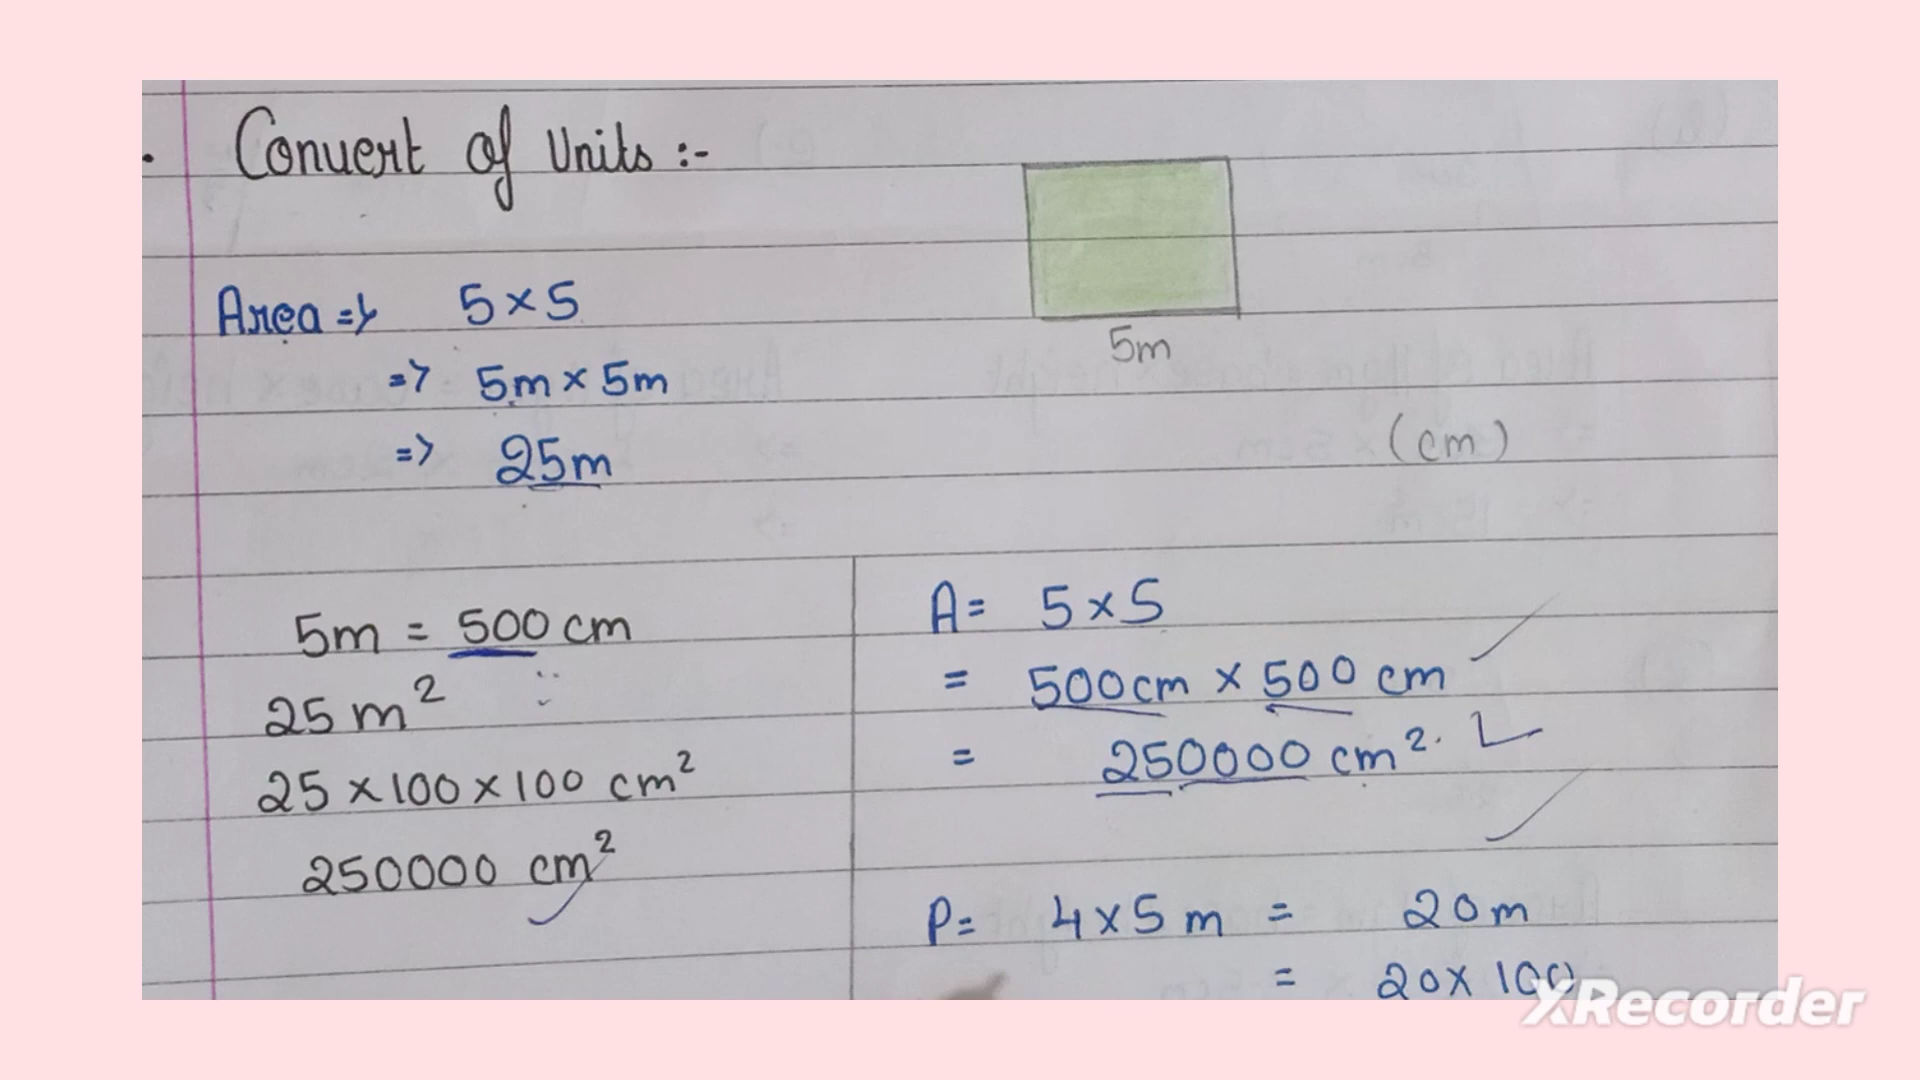 Convert of Units :-
Area => 5 × 5
=> 5m × 5m
=> 25m
5m
(cm)
5m = 500 cm
25 m²
25 × 100 × 100 cm²
250000 cm²
A = 5 × 5
= 500cm × 500 cm
= 250000 cm².
P = 4 × 5 m = 20m
= 20 × 100
XRecorder